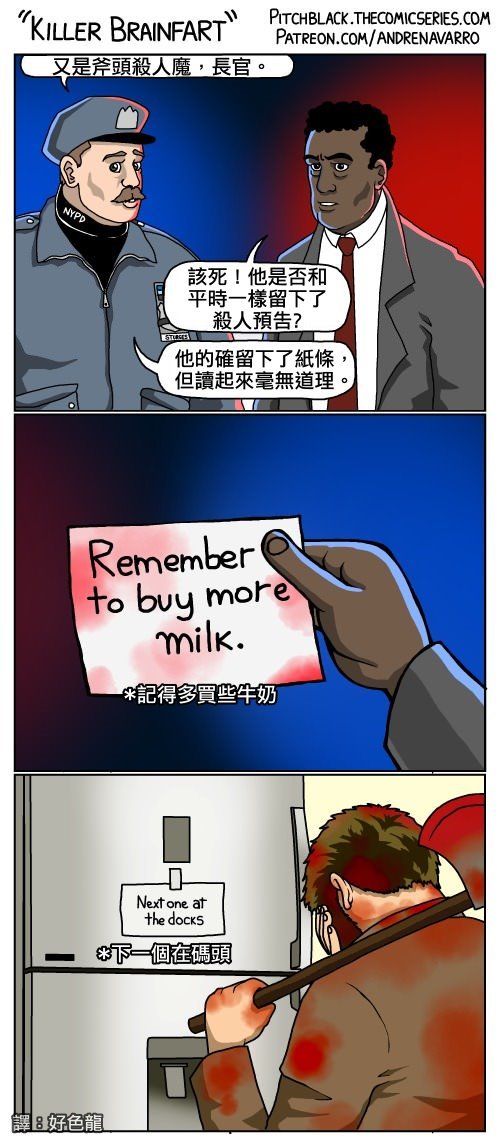 "KILLER BRAINFART"
PITCHBLACK.THECOMICSERIES.COM
PATREON.COM/ANDRENAVARRO
又是斧頭殺人魔，長官。
NYPD
STURGES
該死！他是否和
平時一樣留下了
殺人預告?
他的確留下了紙條，
但讀起來毫無道理。
Remember
to buy more
milk.
*記得多買些牛奶
Next one at
the docks
*下一個在碼頭
譯：好色龍